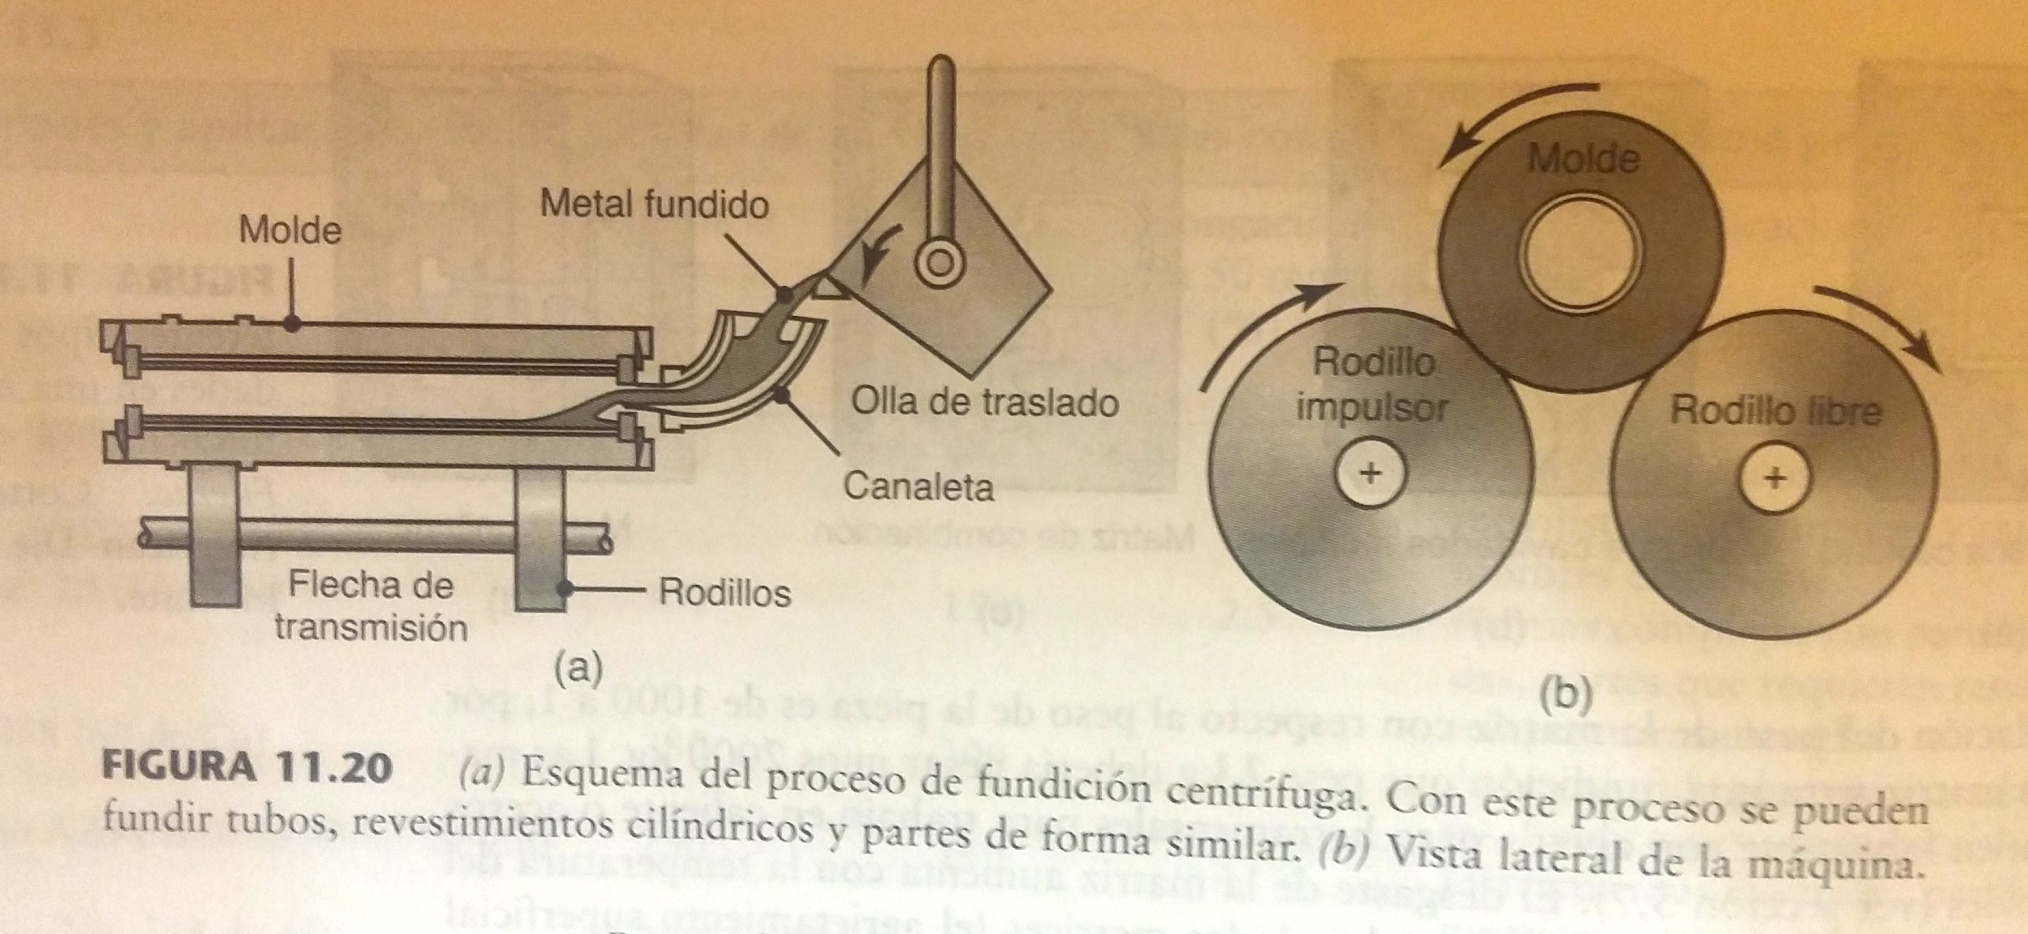 Molde
Metal fundido
Olla de traslado
Canaleta
Flecha de
transmisión
Rodillos
(a)
Molde
Rodillo
impulsor
Rodillo libre
(b)
FIGURA 11.20 (a) Esquema del proceso de fundición centrífuga. Con este proceso se pueden
fundir tubos, revestimientos cilíndricos y partes de forma similar. (b) Vista lateral de la máquina.